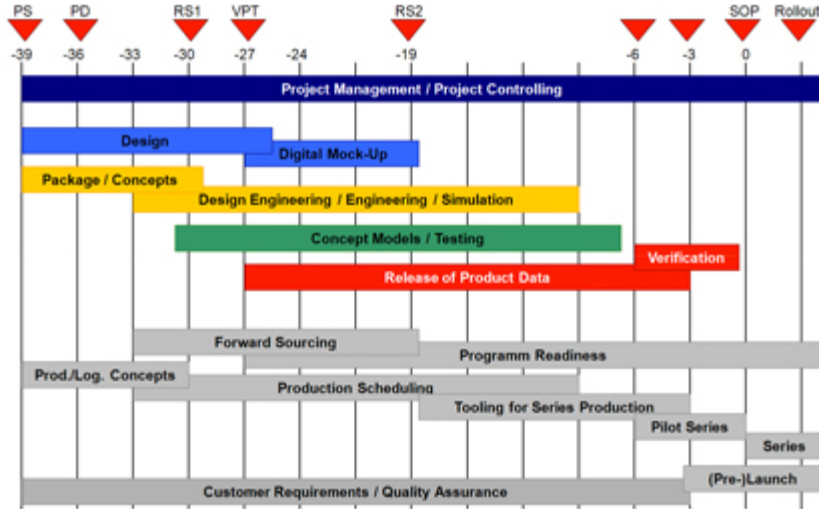 PS PD RS1 VPT RS2 SOP Rollout
-39 -36 -33 -30 -27 -24 -19 -6 -3 0
Project Management / Project Controlling
Design
Digital Mock-Up
Package / Concepts
Design Engineering / Engineering / Simulation
Concept Models / Testing
Verification
Release of Product Data
Forward Sourcing
Programm Readiness
Prod./Log. Concepts
Production Scheduling
Tooling for Series Production
Pilot Series
Series
(Pre-)Launch
Customer Requirements / Quality Assurance